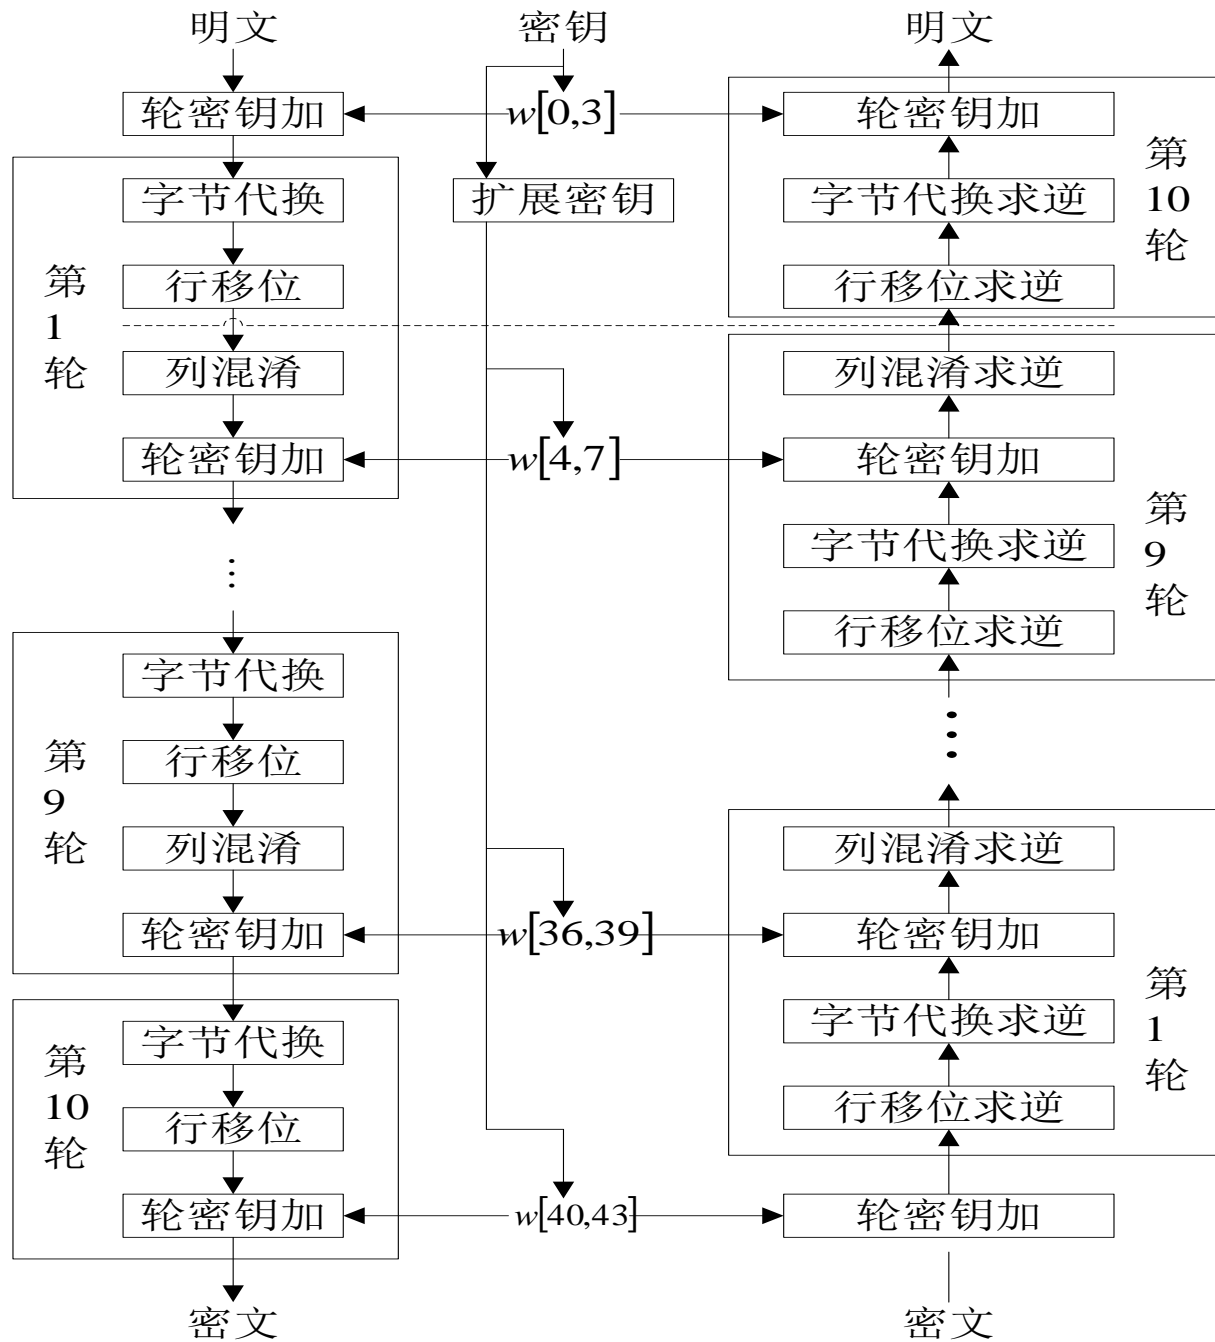 明文
密钥
明文
轮密钥加
w[0,3]
轮密钥加
字节代换
扩展密钥
字节代换求逆
第
10
轮
行移位
行移位求逆
第
1
轮
列混淆
列混淆求逆
轮密钥加
w[4,7]
轮密钥加
字节代换求逆
第
9
轮
…
行移位求逆
字节代换
行移位
…
第
9
轮
列混淆
列混淆求逆
轮密钥加
w[36,39]
轮密钥加
字节代换
字节代换求逆
第
1
轮
第
10
轮
行移位
行移位求逆
轮密钥加
w[40,43]
轮密钥加
密文
密文